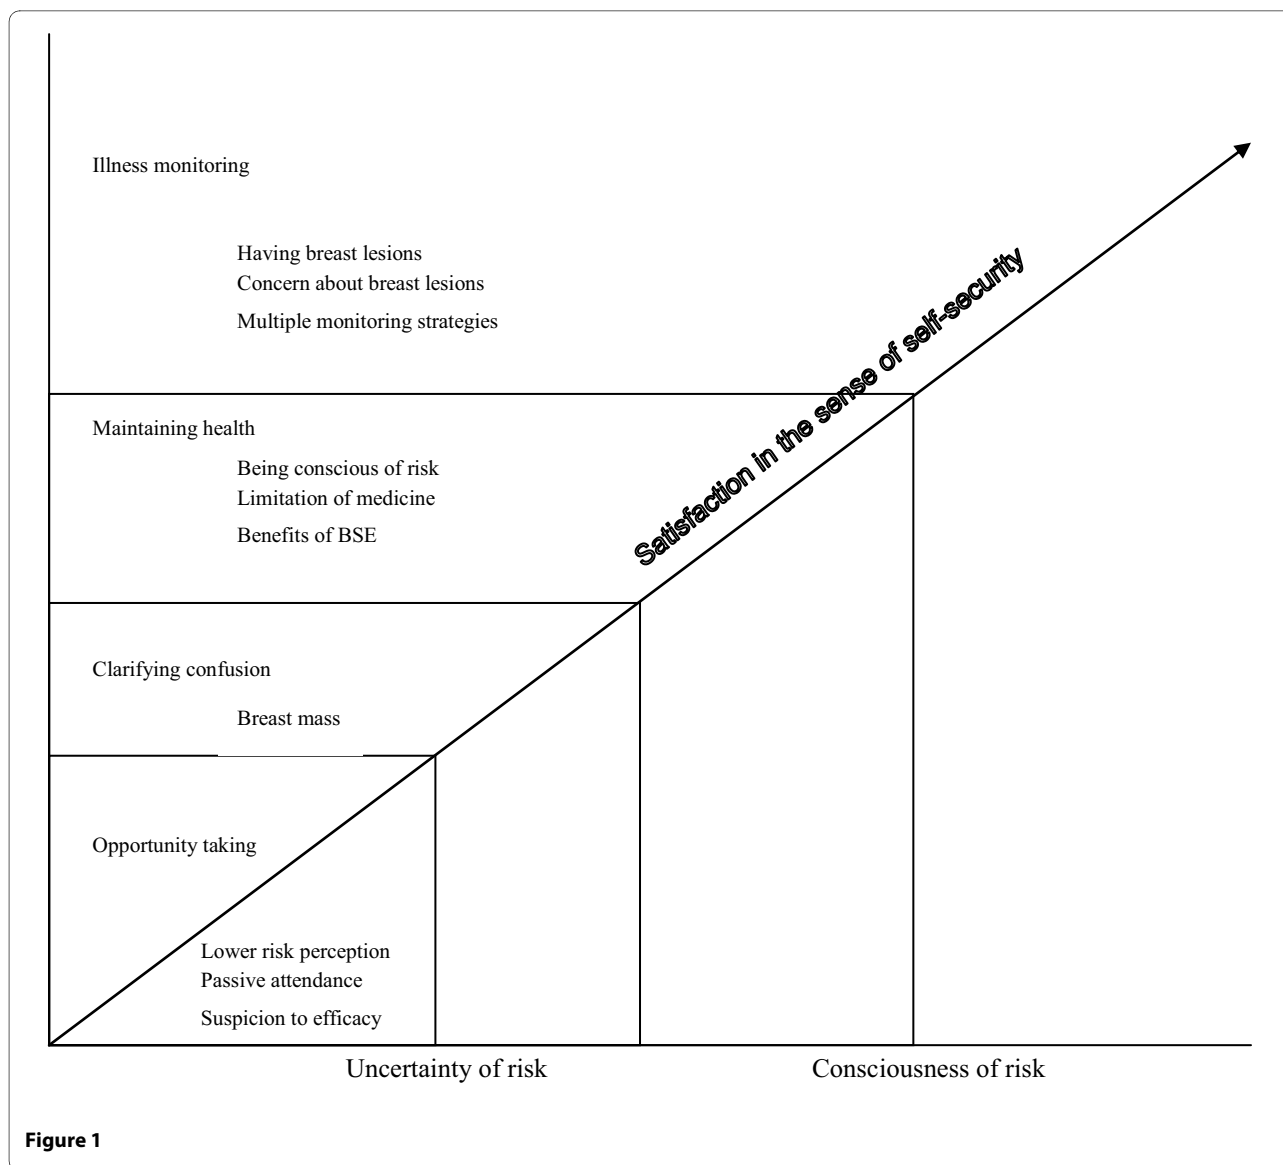 Illness monitoring
Having breast lesions
Concern about breast lesions
Multiple monitoring strategies
Satisfaction in the sense of self-security
Maintaining health
Being conscious of risk
Limitation of medicine
Benefits of BSE
Clarifying confusion
Breast mass
Opportunity taking
Lower risk perception
Passive attendance
Suspicion to efficacy
Uncertainty of risk
Consciousness of risk
Figure 1